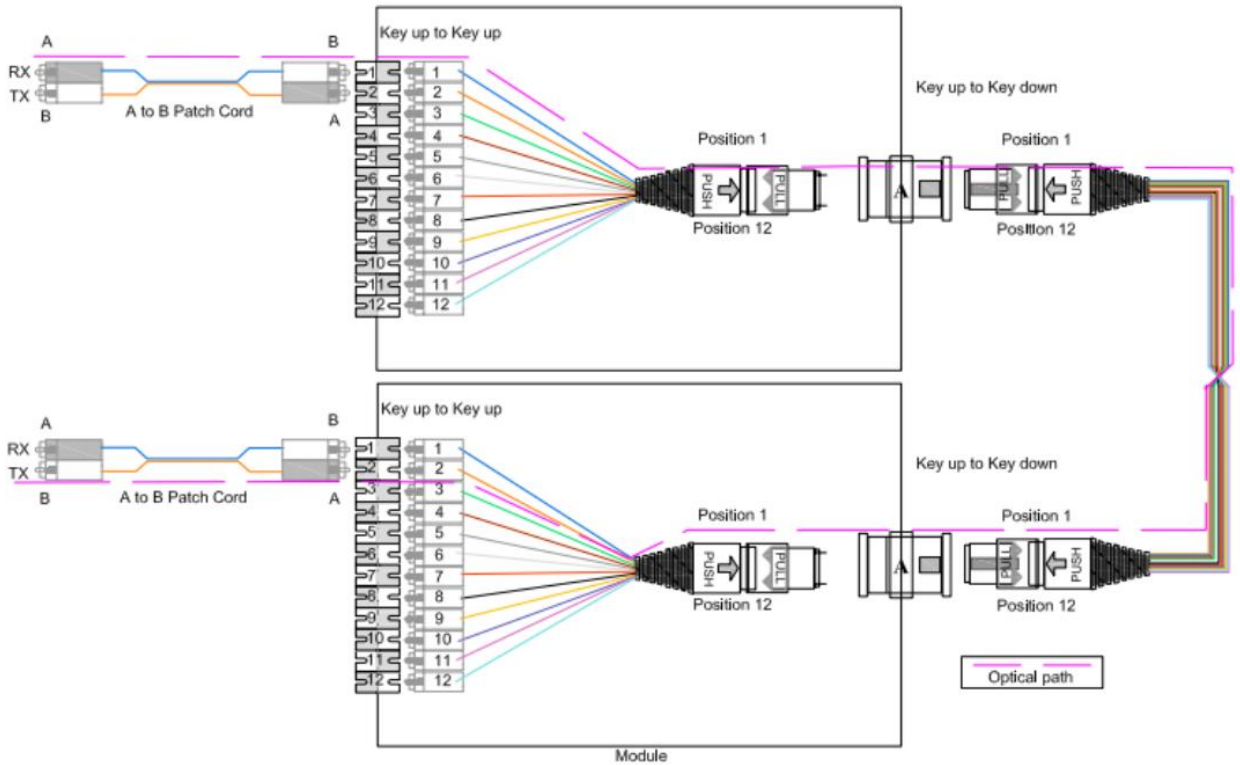 A
B
Key up to Key up
RX
TX
B
A to B Patch Cord
A
1
2
3
4
5
6
7
8
9
10
11
12
1
2
3
4
5
6
7
8
9
10
11
12
Position 1
PUSH
PULL
Position 12
Key up to Key down
A
Position 1
PULL
PUSH
Position 12
A
B
Key up to Key up
RX
TX
B
A to B Patch Cord
A
1
2
3
4
5
6
7
8
9
10
11
12
1
2
3
4
5
6
7
8
9
10
11
12
Position 1
PUSH
PULL
Position 12
Key up to Key down
A
Position 1
PULL
PUSH
Position 12
Optical path
Module